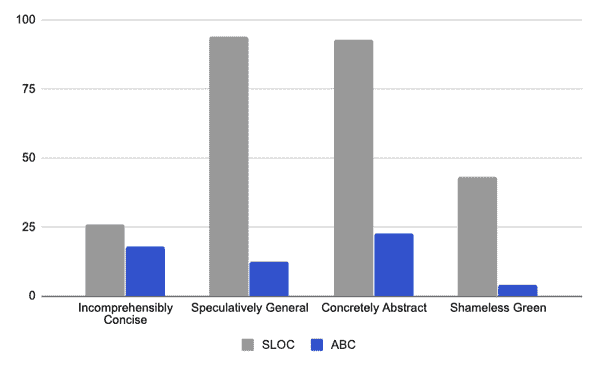 100
75
50
25
0
Incomprehensibly
Concise
Speculatively General
Concretely Abstract
Shameless Green
SLOC
ABC